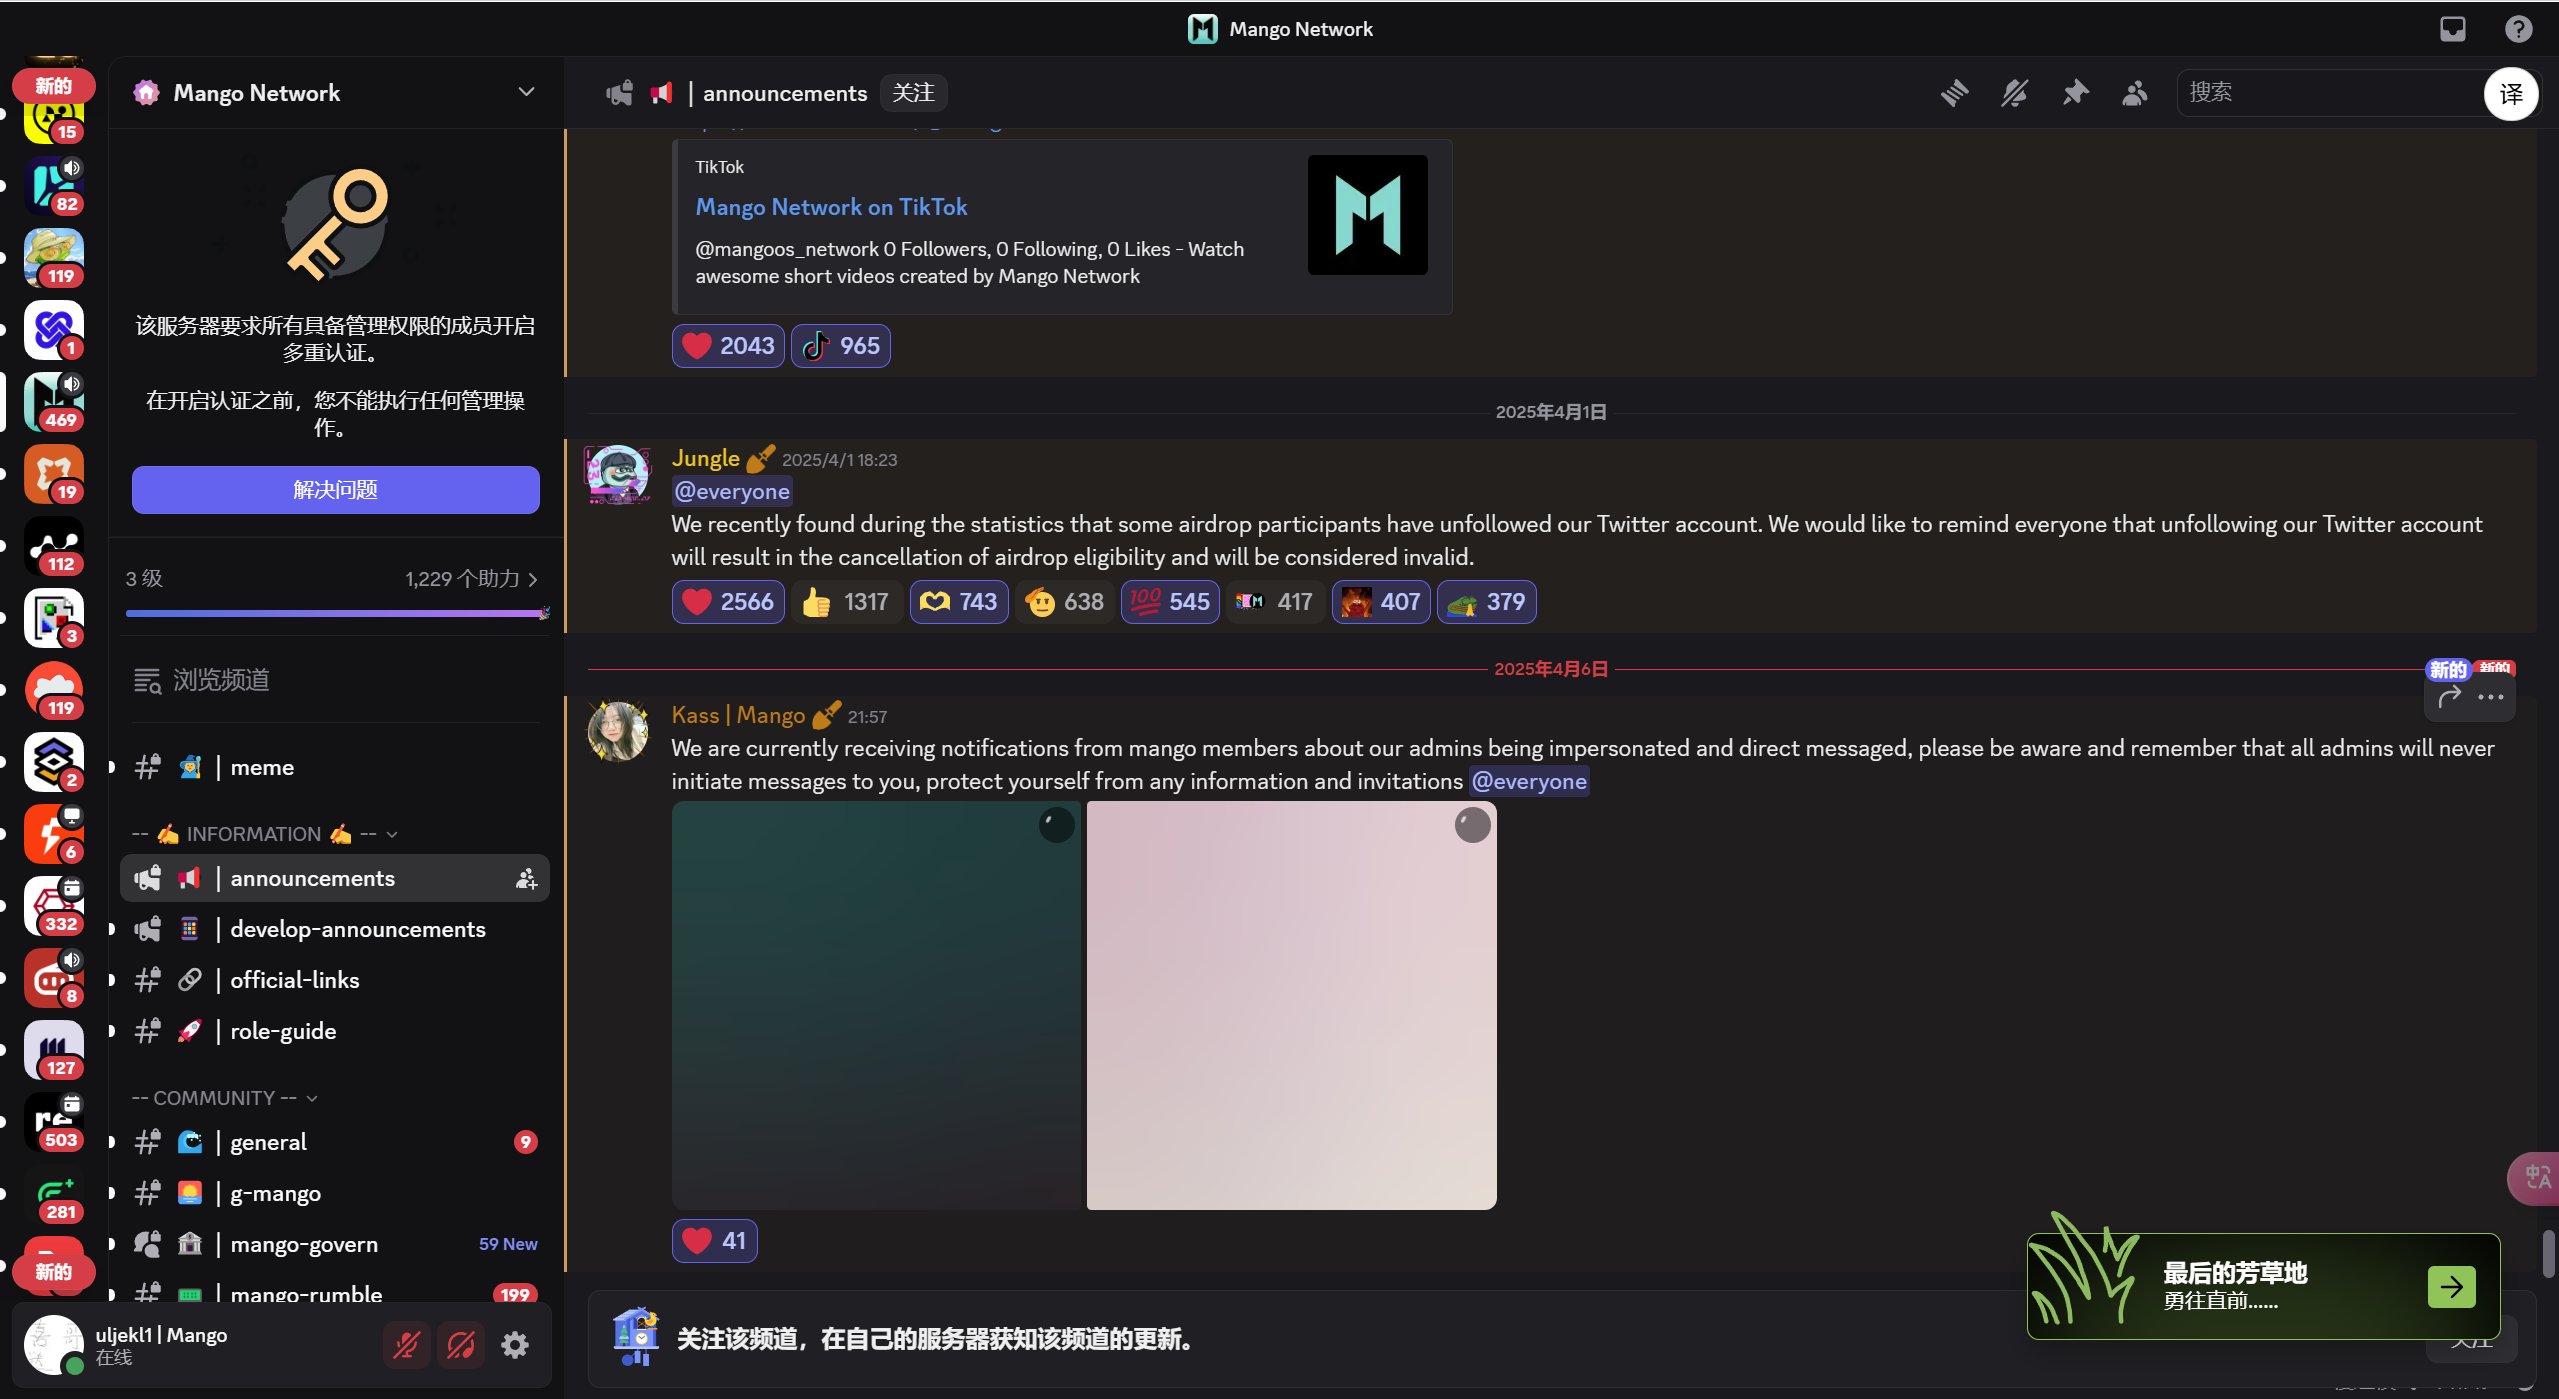 Mango Network
新的
15
82
119
1
469
19
112
3
119
2
6
332
8
127
503
281
新的
Mango Network
该服务器要求所有具备管理权限的成员开启
多重认证。
在开启认证之前，您不能执行任何管理操
作。
解决问题
3 级
1,229 个助力
浏览频道
| meme
-- ✍ INFORMATION ✍ --
| announcements
| develop-announcements
| official-links
| role-guide
-- COMMUNITY --
| general
9
| g-mango
| mango-govern
59 New
| mango-rumble
199
uljekl1 | Mango
在线
| announcements
关注
搜索
译
TikTok
Mango Network on TikTok
@mangoos_network 0 Followers, 0 Following, 0 Likes - Watch
awesome short videos created by Mango Network
2043
965
2025年4月1日
Jungle 2025/4/1 18:23
@everyone
We recently found during the statistics that some airdrop participants have unfollowed our Twitter account. We would like to remind everyone that unfollowing our Twitter account
will result in the cancellation of airdrop eligibility and will be considered invalid.
2566 1317 743 638 100 545 417 407 379
2025年4月6日
新的
新的
Kass | Mango 21:57
We are currently receiving notifications from mango members about our admins being impersonated and direct messaged, please be aware and remember that all admins will never
initiate messages to you, protect yourself from any information and invitations @everyone
41
中A
最后的芳草地
勇往直前......
关注该频道，在自己的服务器获知该频道的更新。
关注